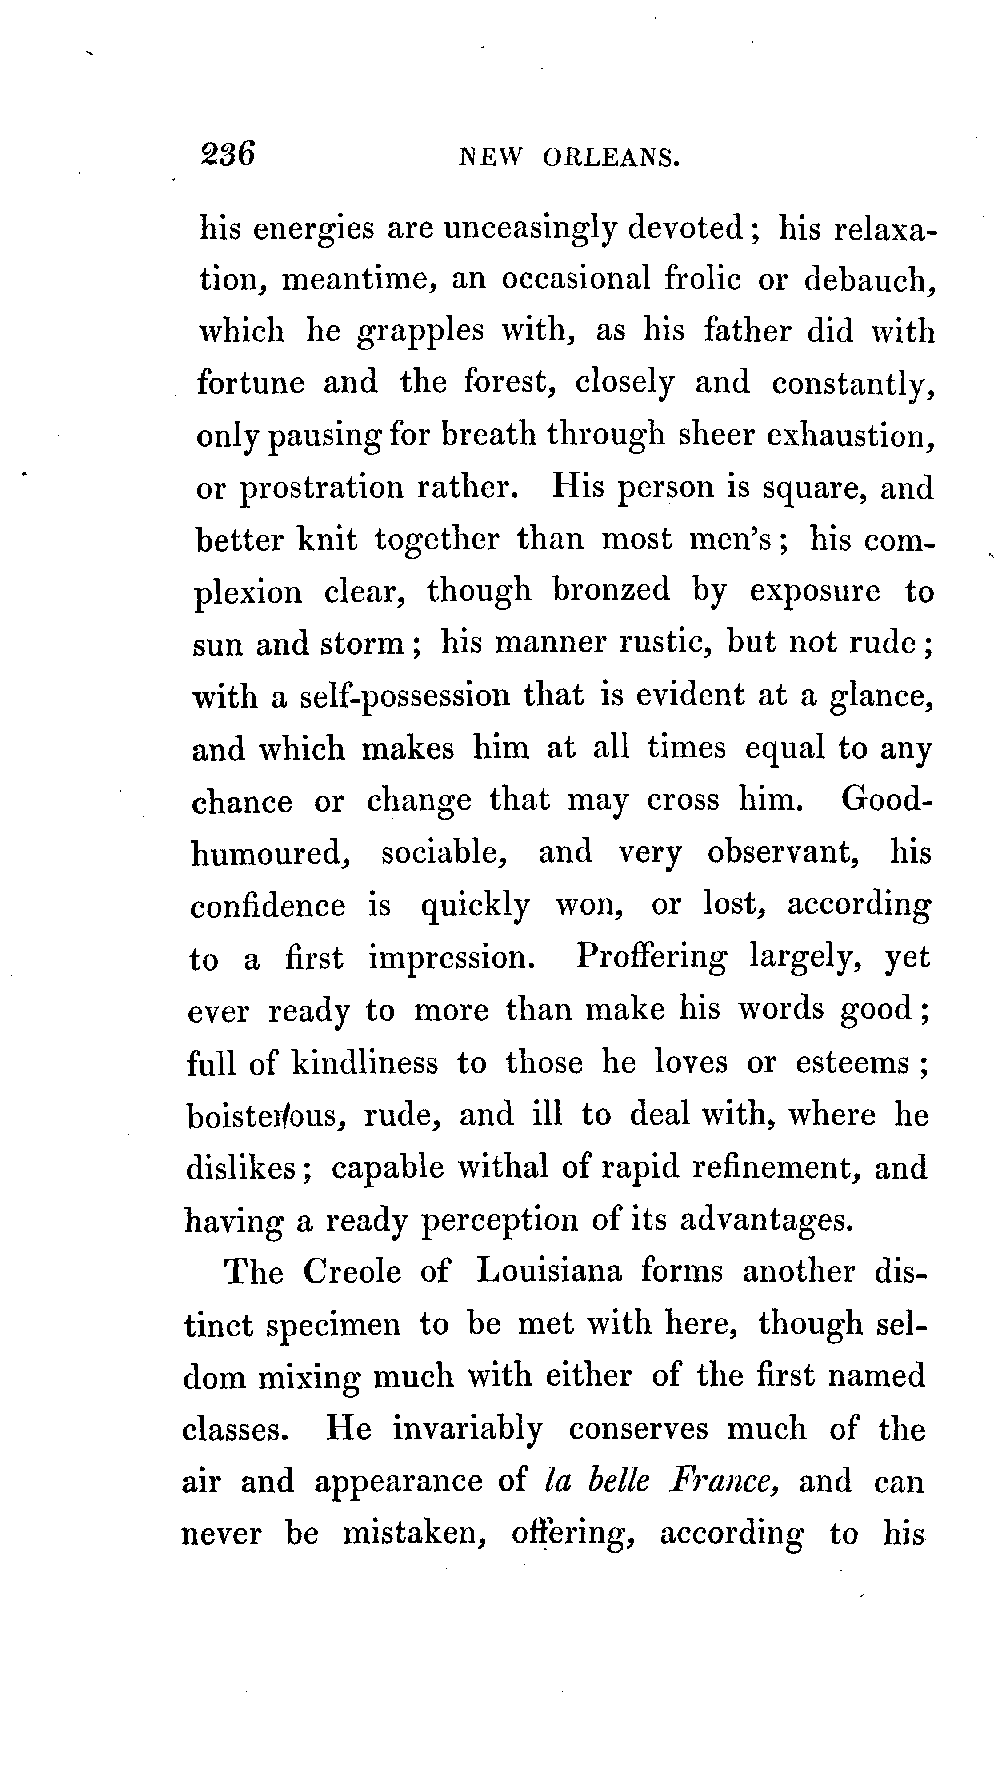 236 NEW ORLEANS.
his energies are unceasingly devoted; his relaxa-
tion, meantime, an occasional frolic or debauch,
which he grapples with, as his father did with
fortune and the forest, closely and constantly,
only pausing for breath through sheer exhaustion,
or prostration rather. His person is square, and
better knit together than most men's; his com-
plexion clear, though bronzed by exposure to
sun and storm; his manner rustic, but not rude;
with a self-possession that is evident at a glance,
and which makes him at all times equal to any
chance or change that may cross him. Good-
humoured, sociable, and very observant, his
confidence is quickly won, or lost, according
to a first impression. Proffering largely, yet
ever ready to more than make his words good;
full of kindliness to those he loves or esteems;
boisterous, rude, and ill to deal with, where he
dislikes; capable withal of rapid refinement, and
having a ready perception of its advantages.
The Creole of Louisiana forms another dis-
tinct specimen to be met with here, though sel-
dom mixing much with either of the first named
classes. He invariably conserves much of the
air and appearance of la belle France, and can
never be mistaken, offering, according to his